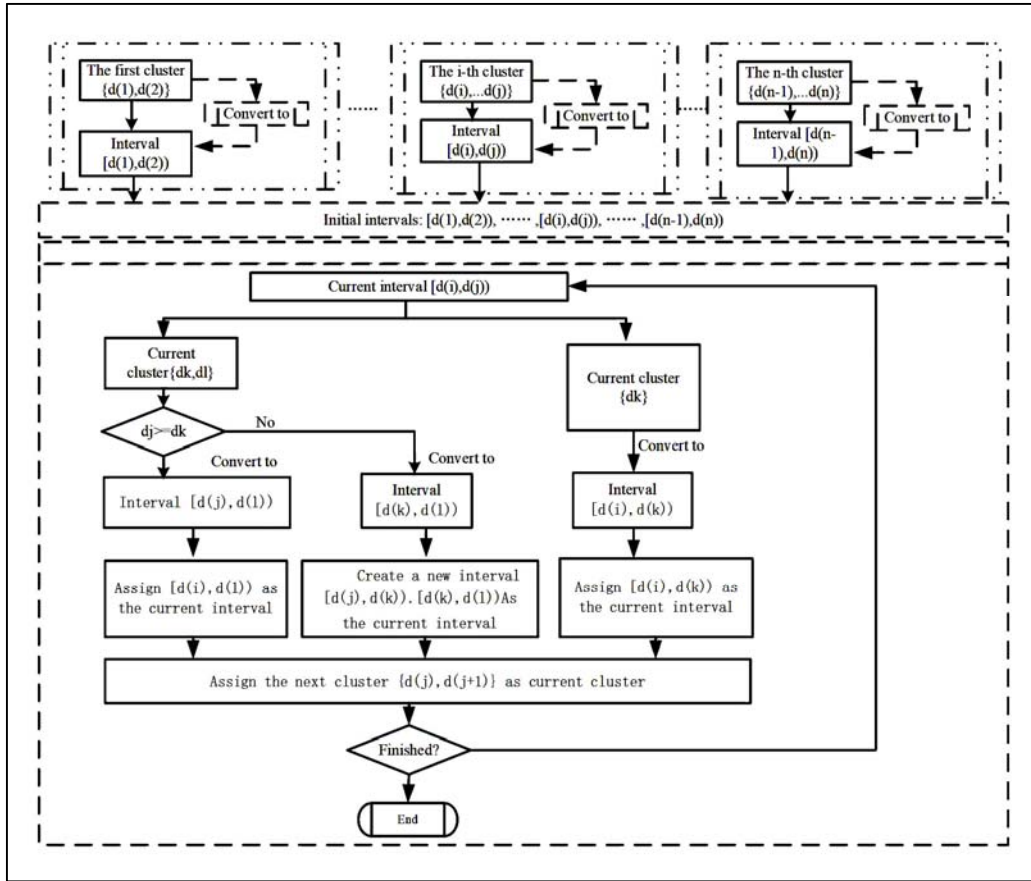 The first cluster
{d(1),d(2)}
Convert to
Interval
[d(1),d(2))
......
The i-th cluster
{d(i),...d(j)}
Convert to
Interval
[d(i),d(j))
......
The n-th cluster
{d(n-1),...d(n)}
Convert to
Interval [d(n-
1),d(n))
Initial intervals: [d(1),d(2)), ······ ,[d(i),d(j)), ······ ,[d(n-1),d(n))
Current interval [d(i),d(j))
Current
cluster{dk,dl}
Current cluster
{dk}
dj>=dk
No
Convert to
Convert to
Convert to
Interval [d(j),d(l))
Interval
[d(k),d(l))
Interval
[d(i),d(k))
Assign [d(i),d(l)) as
the current interval
Create a new interval
[d(j),d(k)).[d(k),d(l))As
the current interval
Assign [d(i),d(k)) as
the current interval
Assign the next cluster {d(j),d(j+1)} as current cluster
Finished?
End